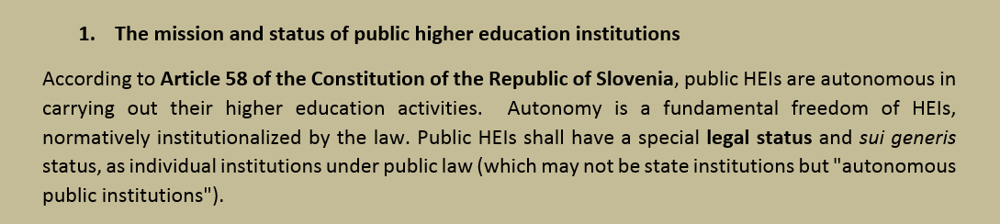 1. The mission and status of public higher education institutions
According to Article 58 of the Constitution of the Republic of Slovenia, public HEIs are autonomous in
carrying out their higher education activities. Autonomy is a fundamental freedom of HEIs,
normatively institutionalized by the law. Public HEIs shall have a special legal status and sui generis
status, as individual institutions under public law (which may not be state institutions but "autonomous
public institutions").